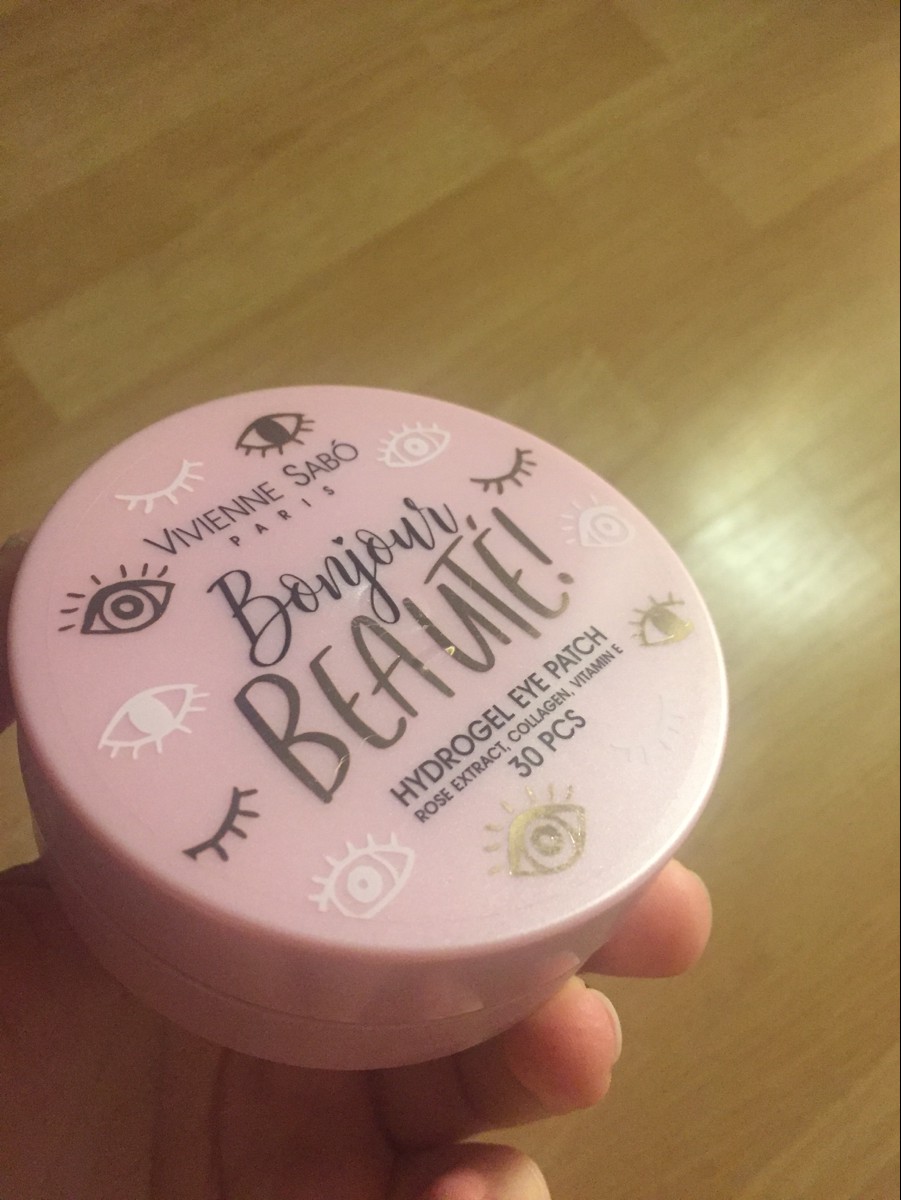 VIVIENNE SABÓ
PARIS
Bonjour
BEAUTÉ!
HYDROGEL EYE PATCH
ROSE EXTRACT, COLLAGEN, VITAMIN E
30 PCS